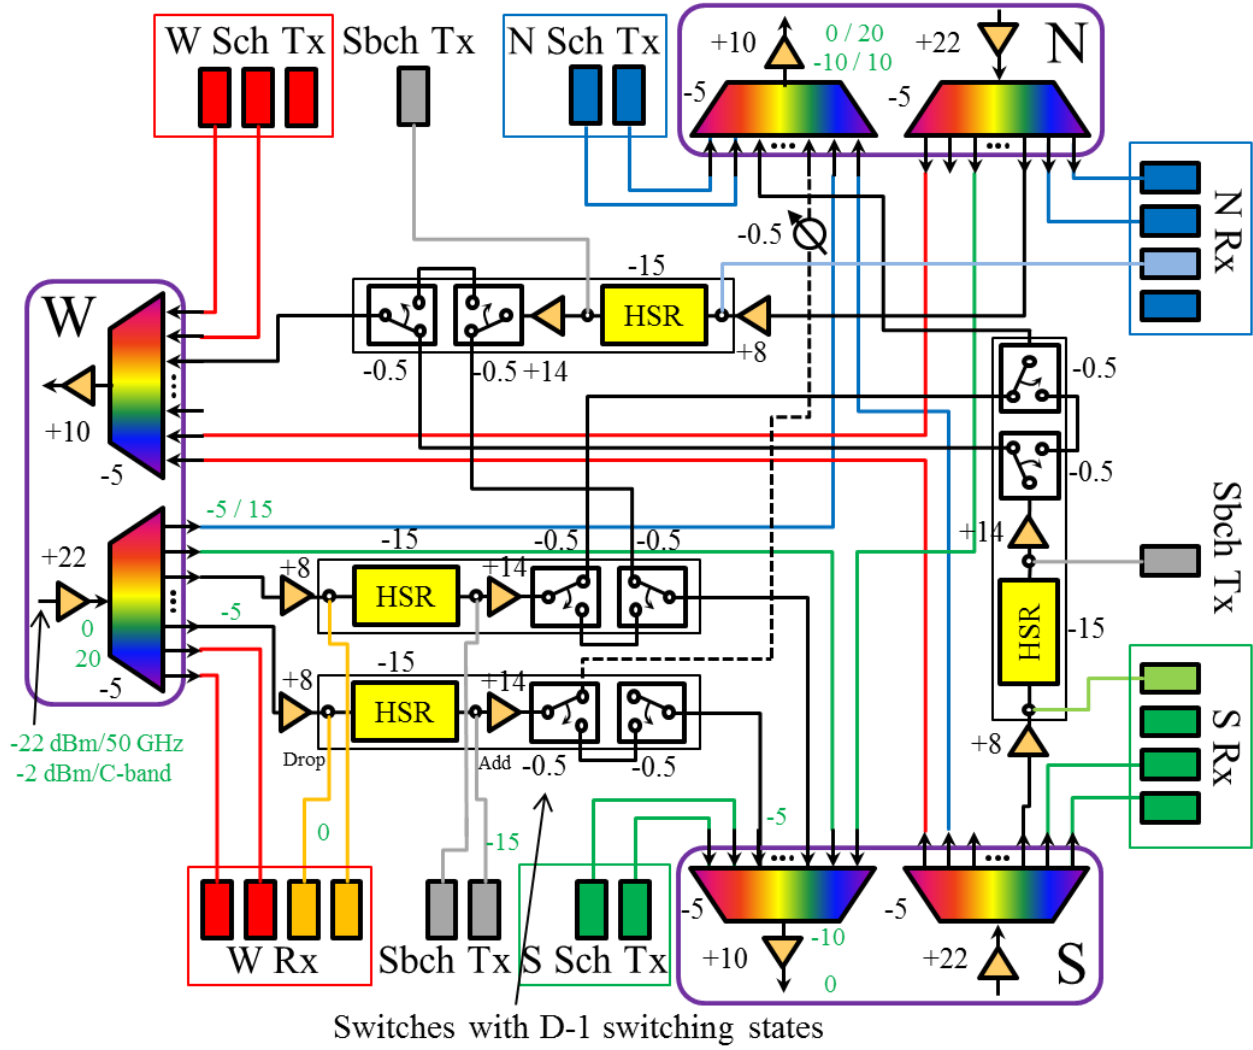 W Sch Tx
Sbch Tx
N Sch Tx
+10
0 / 20
-10 / 10
+22
N
-5
-5
N Rx
-0.5
-15
HSR
W
-0.5
-0.5 +14
+8
-0.5
+10
-5
-0.5
-5 / 15
+14
Sbch Tx
+22
0
20
-5
-5
+8
-15
HSR
+14
-0.5
-0.5
HSR
-15
+8
-15
HSR
+14
Drop
Add
-0.5
-0.5
+8
S Rx
-22 dBm/50 GHz
-2 dBm/C-band
0
-15
-5
-5
-5
+10
-10
0
+22
S
W Rx
Sbch Tx
S Sch Tx
Switches with D-1 switching states